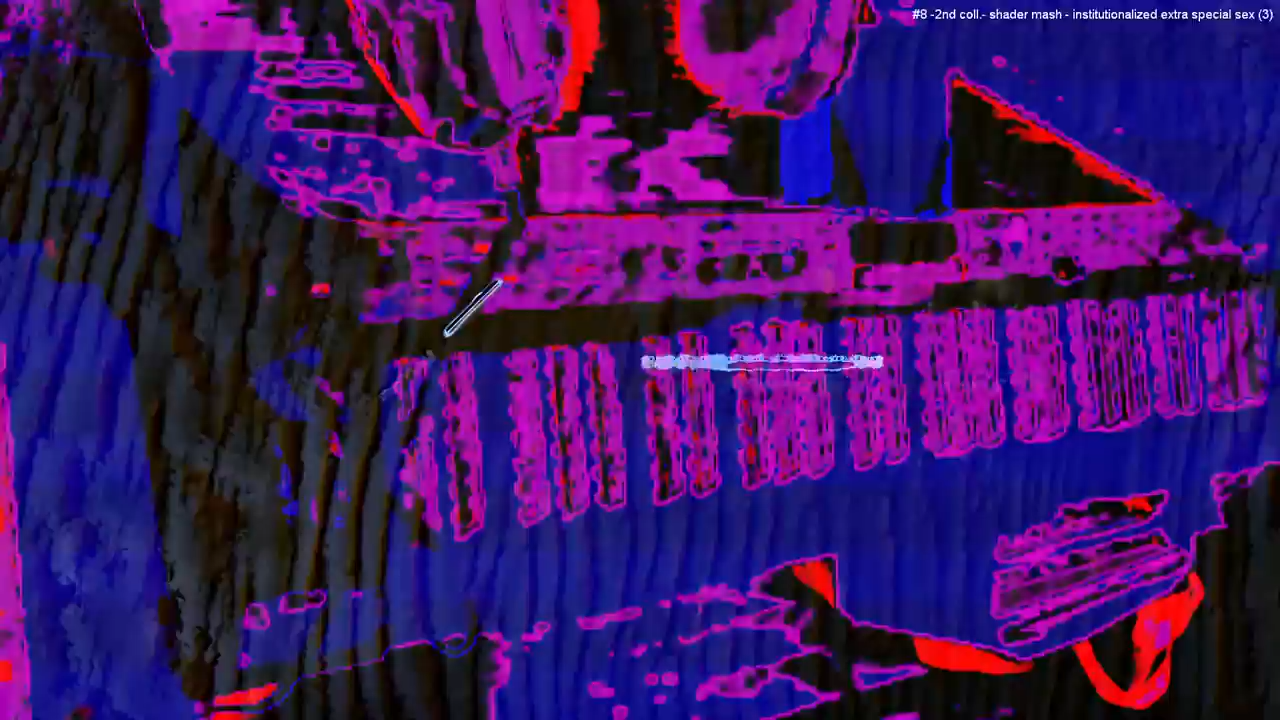 #8 -2nd coll.- shader mash - institutionalized extra special sex (3)